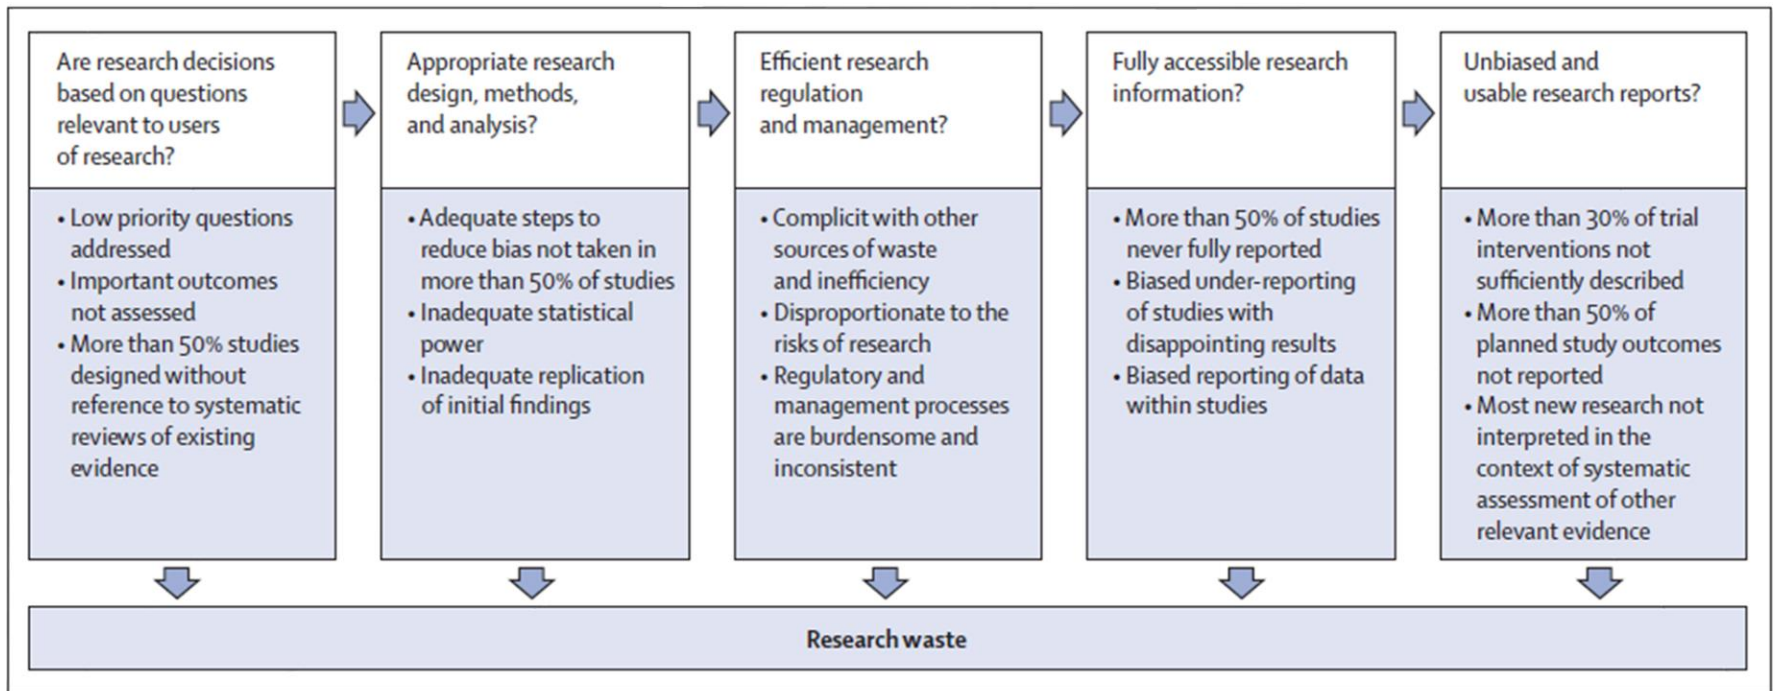 Are research decisions
based on questions
relevant to users
of research?
• Low priority questions
addressed
• Important outcomes
not assessed
• More than 50% studies
designed without
reference to systematic
reviews of existing
evidence
Appropriate research
design, methods,
and analysis?
• Adequate steps to
reduce bias not taken in
more than 50% of studies
• Inadequate statistical
power
• Inadequate replication
of initial findings
Efficient research
regulation
and management?
• Complicit with other
sources of waste
and inefficiency
• Disproportionate to the
risks of research
• Regulatory and
management processes
are burdensome and
inconsistent
Fully accessible research
information?
• More than 50% of studies
never fully reported
• Biased under-reporting
of studies with
disappointing results
• Biased reporting of data
within studies
Unbiased and
usable research reports?
• More than 30% of trial
interventions not
sufficiently described
• More than 50% of
planned study outcomes
not reported
• Most new research not
interpreted in the
context of systematic
assessment of other
relevant evidence
Research waste